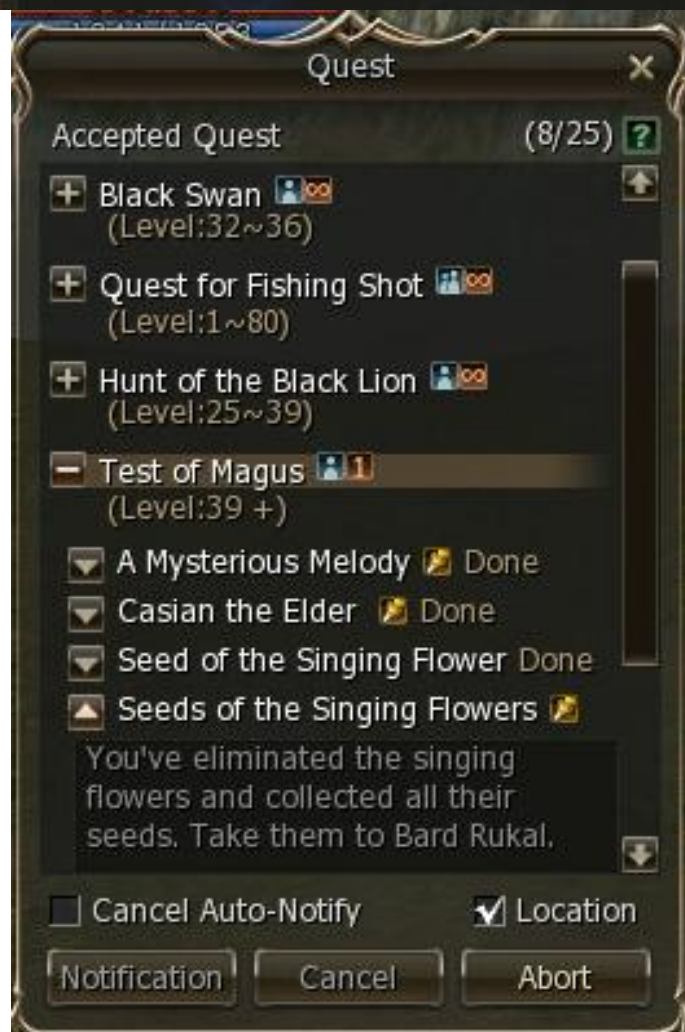 Quest
Accepted Quest (8/25) ?
Black Swan
(Level:32~36)
Quest for Fishing Shot
(Level:1~80)
Hunt of the Black Lion
(Level:25~39)
Test of Magus 1
(Level:39 +)
A Mysterious Melody Done
Casian the Elder Done
Seed of the Singing Flower Done
Seeds of the Singing Flowers
You've eliminated the singing
flowers and collected all their
seeds. Take them to Bard Rukal.
Cancel Auto-Notify Location
Notification Cancel Abort